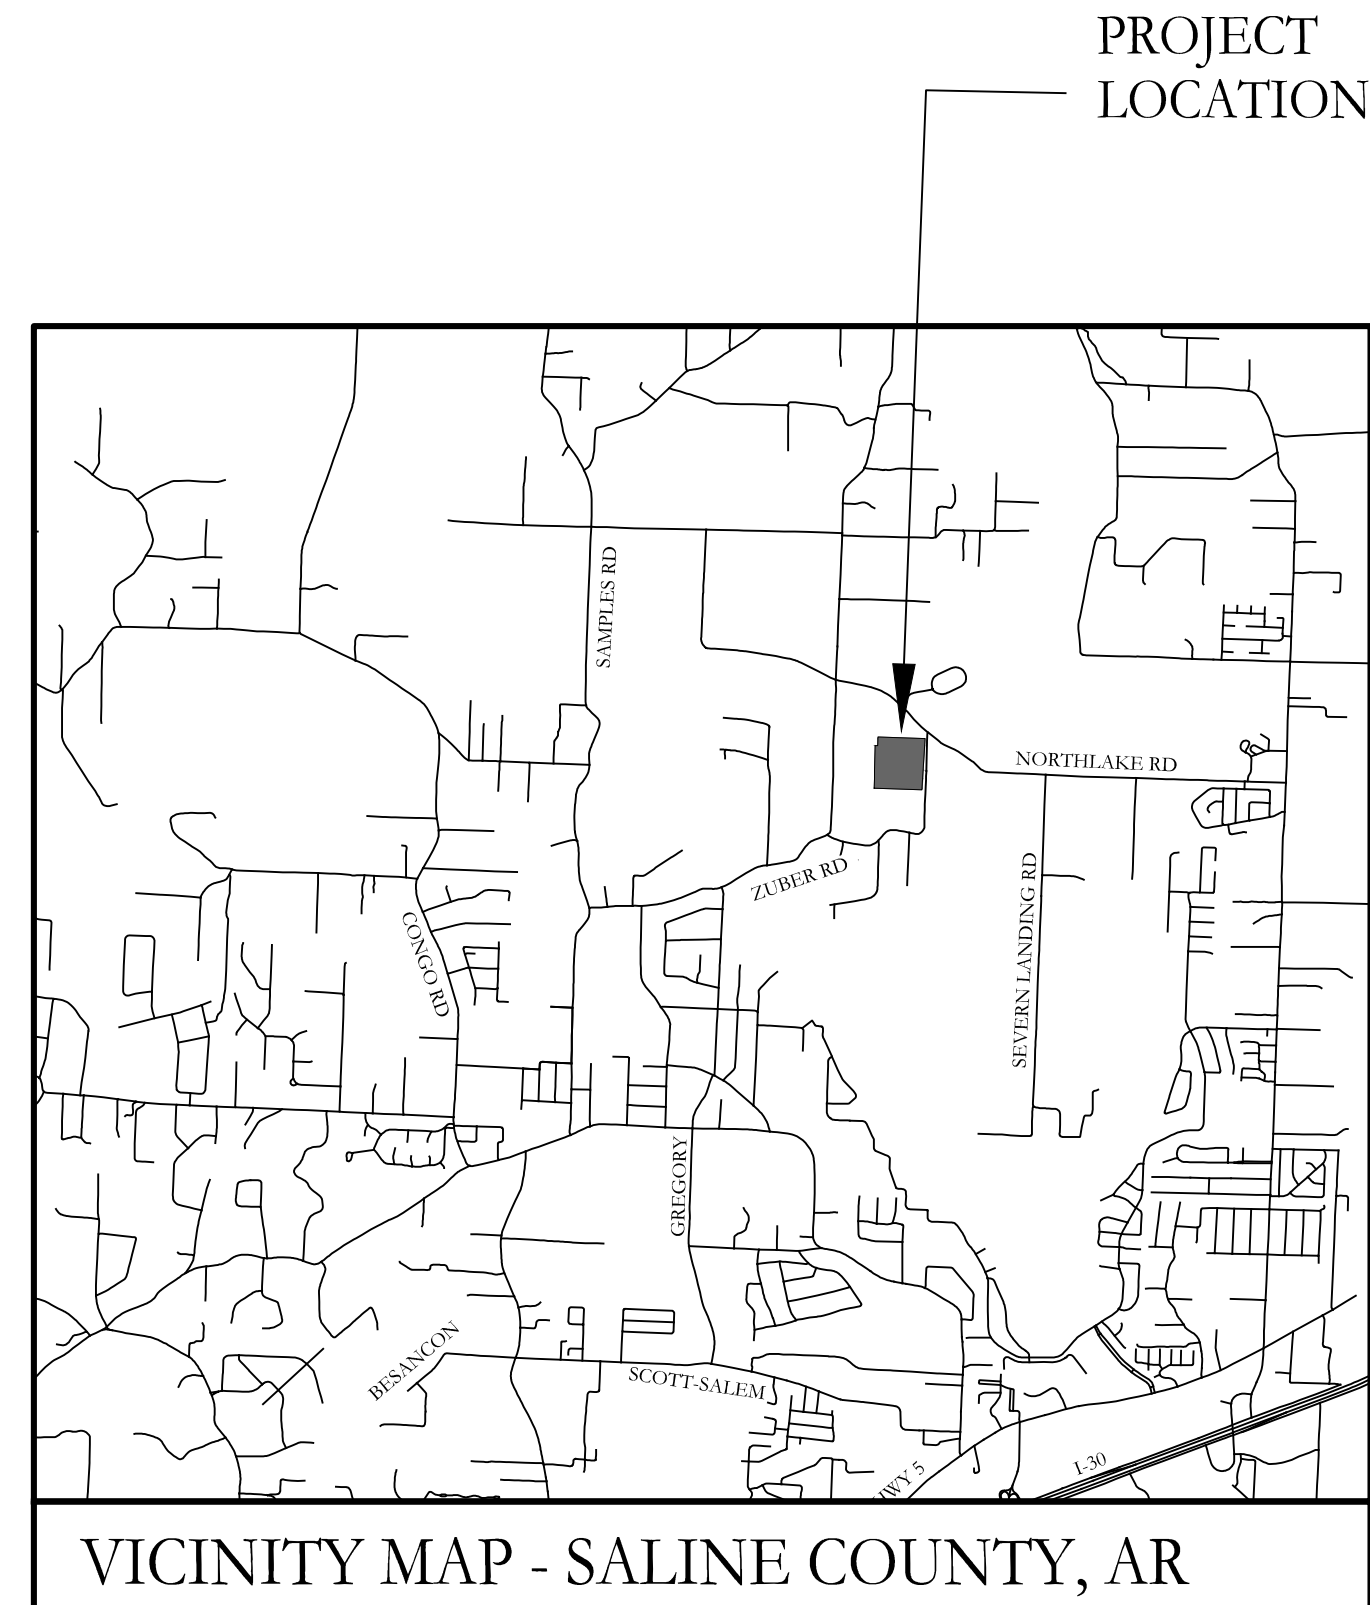 PROJECT
LOCATION
SAMPLES RD
NORTHLAKE RD
ZUBER RD
SEVERN LANDING RD
CONGO RD
GREGORY
BESANCON
SCOTT-SALEM
HWY 5
I-30
VICINITY MAP - SALINE COUNTY, AR